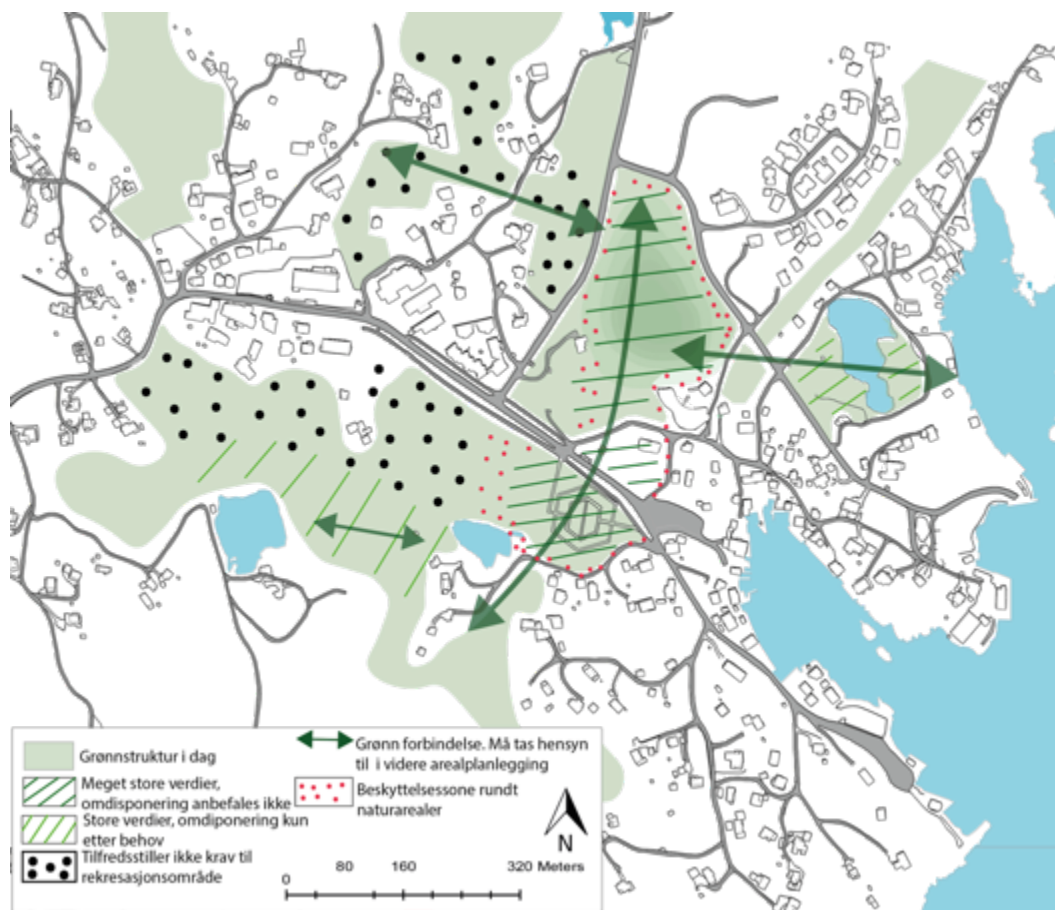 Grønnstruktur i dag
Meget store verdier,
omdisponering anbefales ikke
Store verdier, omdiponering kun
etter behov
Tilfredsstiller ikke krav til
rekresasjonsområde
Grønn forbindelse. Må tas hensyn
til i videre arealplanlegging
Beskyttelsessone rundt
naturarealer
N
0 80 160 320 Meters